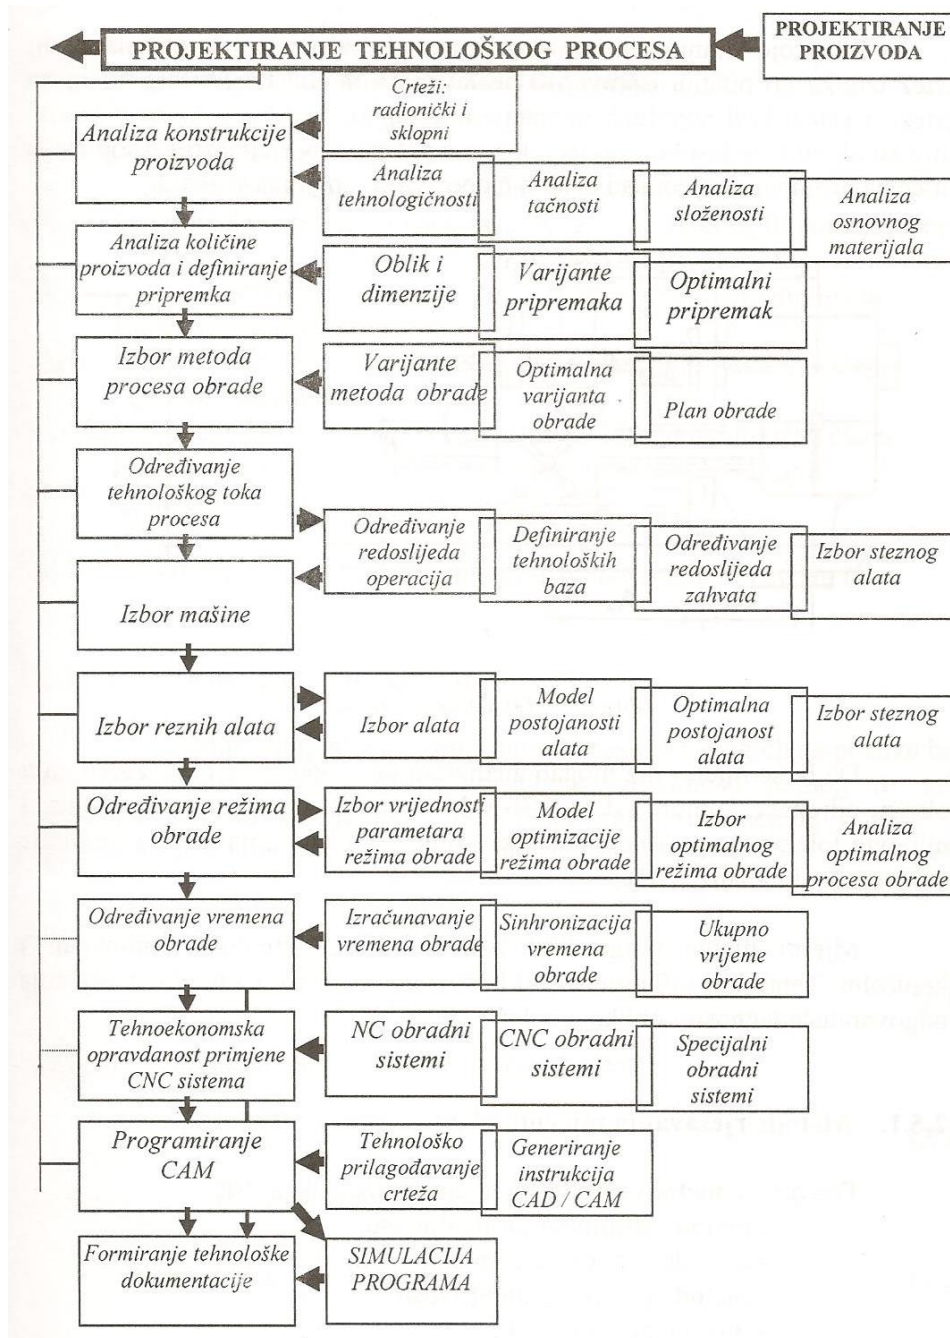 PROJEKTIRANJE
PROIZVODA
PROJEKTIRANJE TEHNOLOŠKOG PROCESA
Crteži:
radionički i
sklopni
Analiza konstrukcije
proizvoda
Analiza
tehnologičnosti
Analiza
tačnosti
Analiza
složenosti
Analiza
osnovnog
materijala
Analiza količine
proizvoda i definiranje
pripremka
Oblik i
dimenzije
Varijante
pripremaka
Optimalni
pripremak
Izbor metoda
procesa obrade
Varijante
metoda obrade
Optimalna
varijanta
obrade
Plan obrade
Određivanje
tehnološkog toka
procesa
Određivanje
redoslijeda
operacija
Definiranje
tehnoloških
baza
Određivanje
redoslijeda
zahvata
Izbor steznog
alata
Izbor mašine
Izbor reznih alata
Izbor alata
Model
postojanosti
alata
Optimalna
postojanost
alata
Izbor steznog
alata
Određivanje režima
obrade
Izbor vrijednosti
parametara
režima obrade
Model
optimizacije
režima obrade
Izbor
optimalnog
režima obrade
Analiza
optimalnog
procesa obrade
Određivanje vremena
obrade
Izračunavanje
vremena obrade
Sinhronizacija
vremena
obrade
Ukupno
vrijeme
obrade
Tehnoekonomska
opravdanost primjene
CNC sistema
NC obradni
sistemi
CNC obradni
sistemi
Specijalni
obradni
sistemi
Programiranje
CAM
Tehnološko
prilagođavanje
crteža
Generiranje
instrukcija
CAD / CAM
Formiranje tehnološke
dokumentacije
SIMULACIJA
PROGRAMA